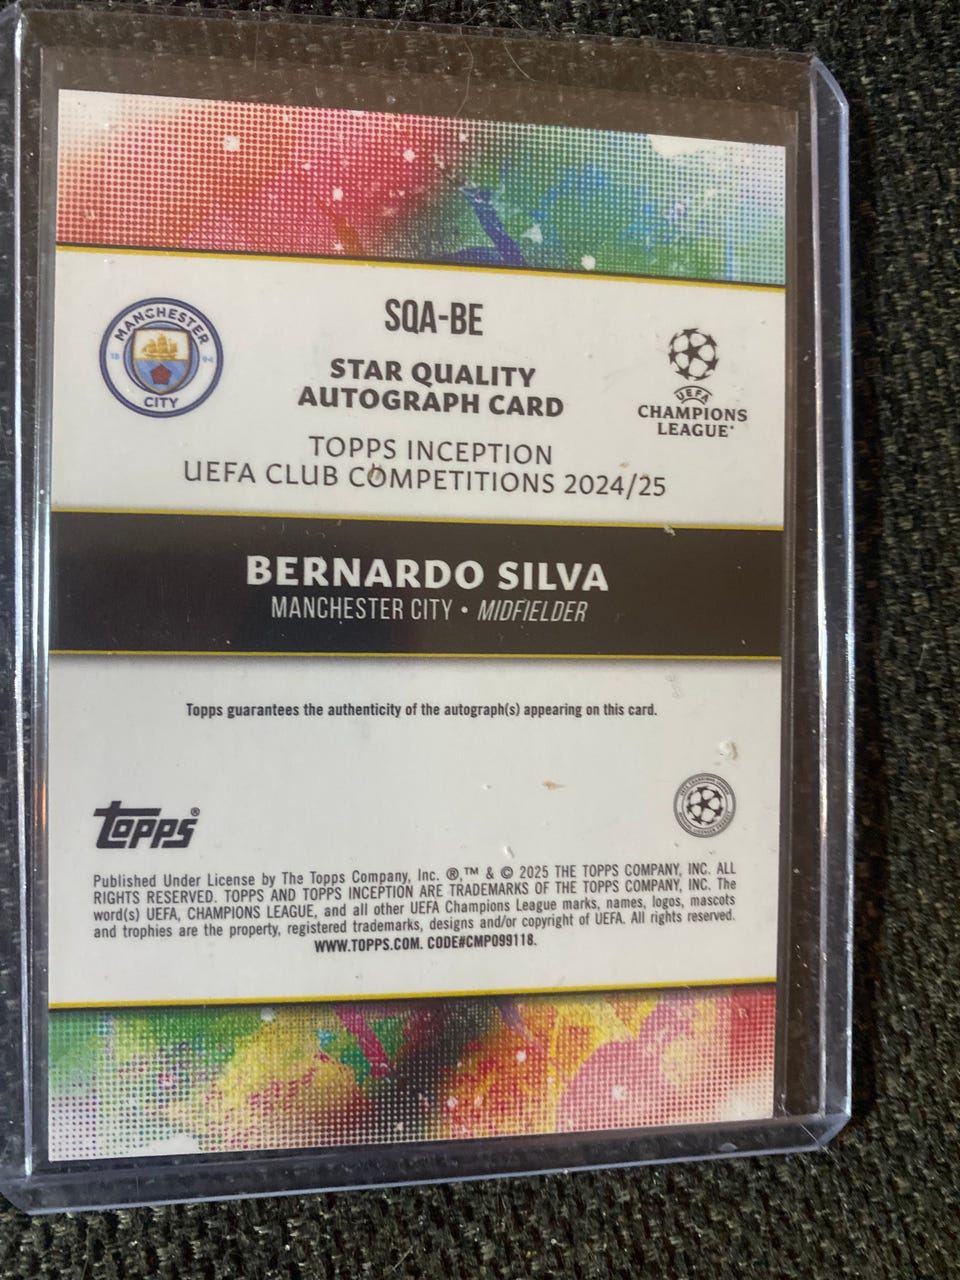 MANCHESTER
18 94
CITY
SQA-BE
STAR QUALITY
AUTOGRAPH CARD
TOPPS INCEPTION
UEFA CLUB COMPETITIONS 2024/25
UEFA
CHAMPIONS
LEAGUE®
BERNARDO SILVA
MANCHESTER CITY • MIDFIELDER
Topps guarantees the authenticity of the autograph(s) appearing on this card.
Topps®
Published Under License by The Topps Company, Inc. ®,™ & © 2025 THE TOPPS COMPANY, INC. ALL
RIGHTS RESERVED. TOPPS AND TOPPS INCEPTION ARE TRADEMARKS OF THE TOPPS COMPANY, INC. The
word(s) UEFA, CHAMPIONS LEAGUE, and all other UEFA Champions League marks, names, logos, mascots
and trophies are the property, registered trademarks, designs and/or copyright of UEFA. All rights reserved.
WWW.TOPPS.COM. CODE#CMP099118.